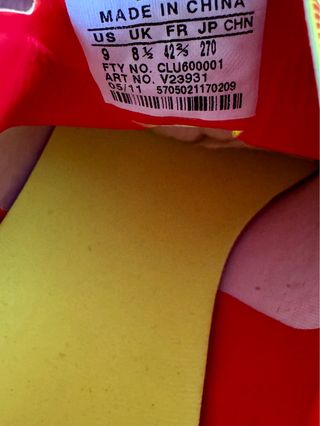 MADE IN CHINA
US UK FR JP CHN
9 8½ 42⅔ 270
FTY NO. CLU600001
ART NO. V23931
05/11 5705021170209